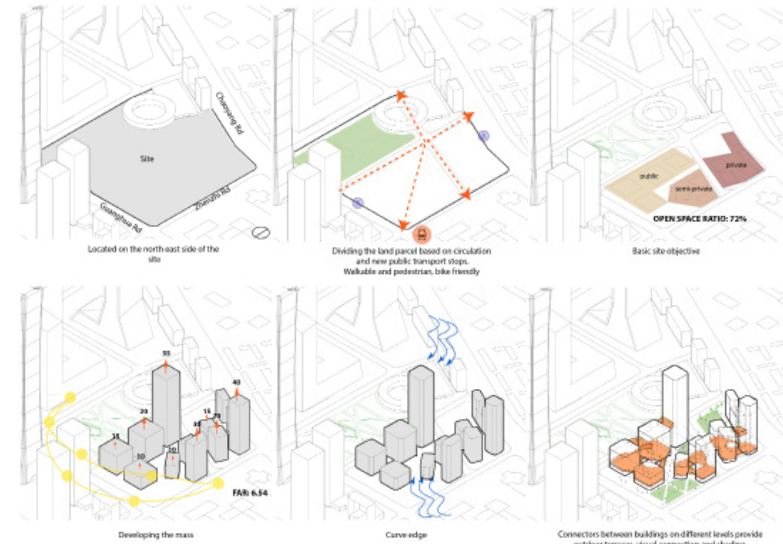 Chaoyang Rd
Site
Zhenzhi Rd
Guanghua Rd
Located on the north-east side of the
site
Dividing the land parcel based on circulation
and new public transport stops.
Walkable and pedestrian, bike friendly
public
private
semi-private
OPEN SPACE RATIO: 72%
Basic site objective
55
40
20
15
10
FAR: 6.54
Developing the mass
Curve edge
Connectors between buildings on different levels provide